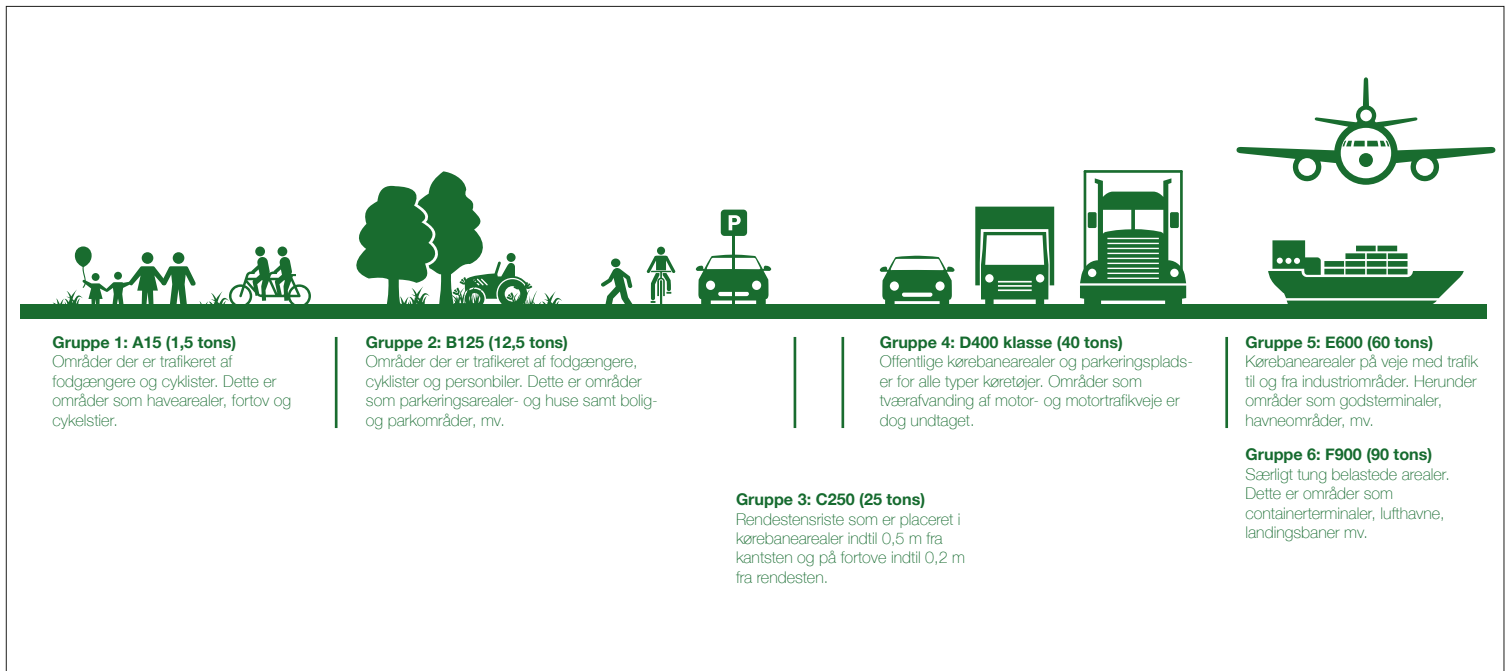 P
Gruppe 1: A15 (1,5 tons)
Områder der er trafikeret af
fodgængere og cyklister. Dette er
områder som havearealer, fortov og
cykelstier.
Gruppe 2: B125 (12,5 tons)
Områder der er trafikeret af fodgængere,
cyklister og personbiler. Dette er områder
som parkeringsarealer- og huse samt bolig-
og parkområder, mv.
Gruppe 3: C250 (25 tons)
Rendestensriste som er placeret i
kørebanearealer indtil 0,5 m fra
kantsten og på fortove indtil 0,2 m
fra rendesten.
Gruppe 4: D400 klasse (40 tons)
Offentlige kørebanearealer og parkeringsplads-
er for alle typer køretøjer. Områder som
tværafvanding af motor- og motortrafikveje er
dog undtaget.
Gruppe 5: E600 (60 tons)
Kørebanearealer på veje med trafik
til og fra industriområder. Herunder
områder som godsterminaler,
havneområder, mv.
Gruppe 6: F900 (90 tons)
Særligt tung belastede arealer.
Dette er områder som
containerterminaler, lufthavne,
landingsbaner mv.